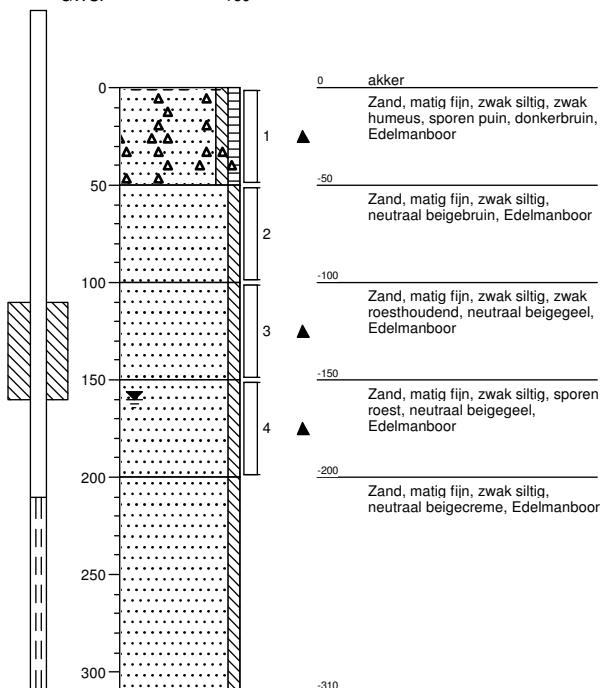 0 akker
0
Zand, matig fijn, zwak siltig, zwak
humeus, sporen puin, donkerbruin,
Edelmanboor
1
50
-50
Zand, matig fijn, zwak siltig,
neutraal beigebruin, Edelmanboor
2
100
-100
Zand, matig fijn, zwak siltig, zwak
roesthoudend, neutraal beigegeel,
Edelmanboor
3
150
-150
Zand, matig fijn, zwak siltig, sporen
roest, neutraal beigegeel,
Edelmanboor
4
200
-200
Zand, matig fijn, zwak siltig,
neutraal beigecreme, Edelmanboor
250
300
-310